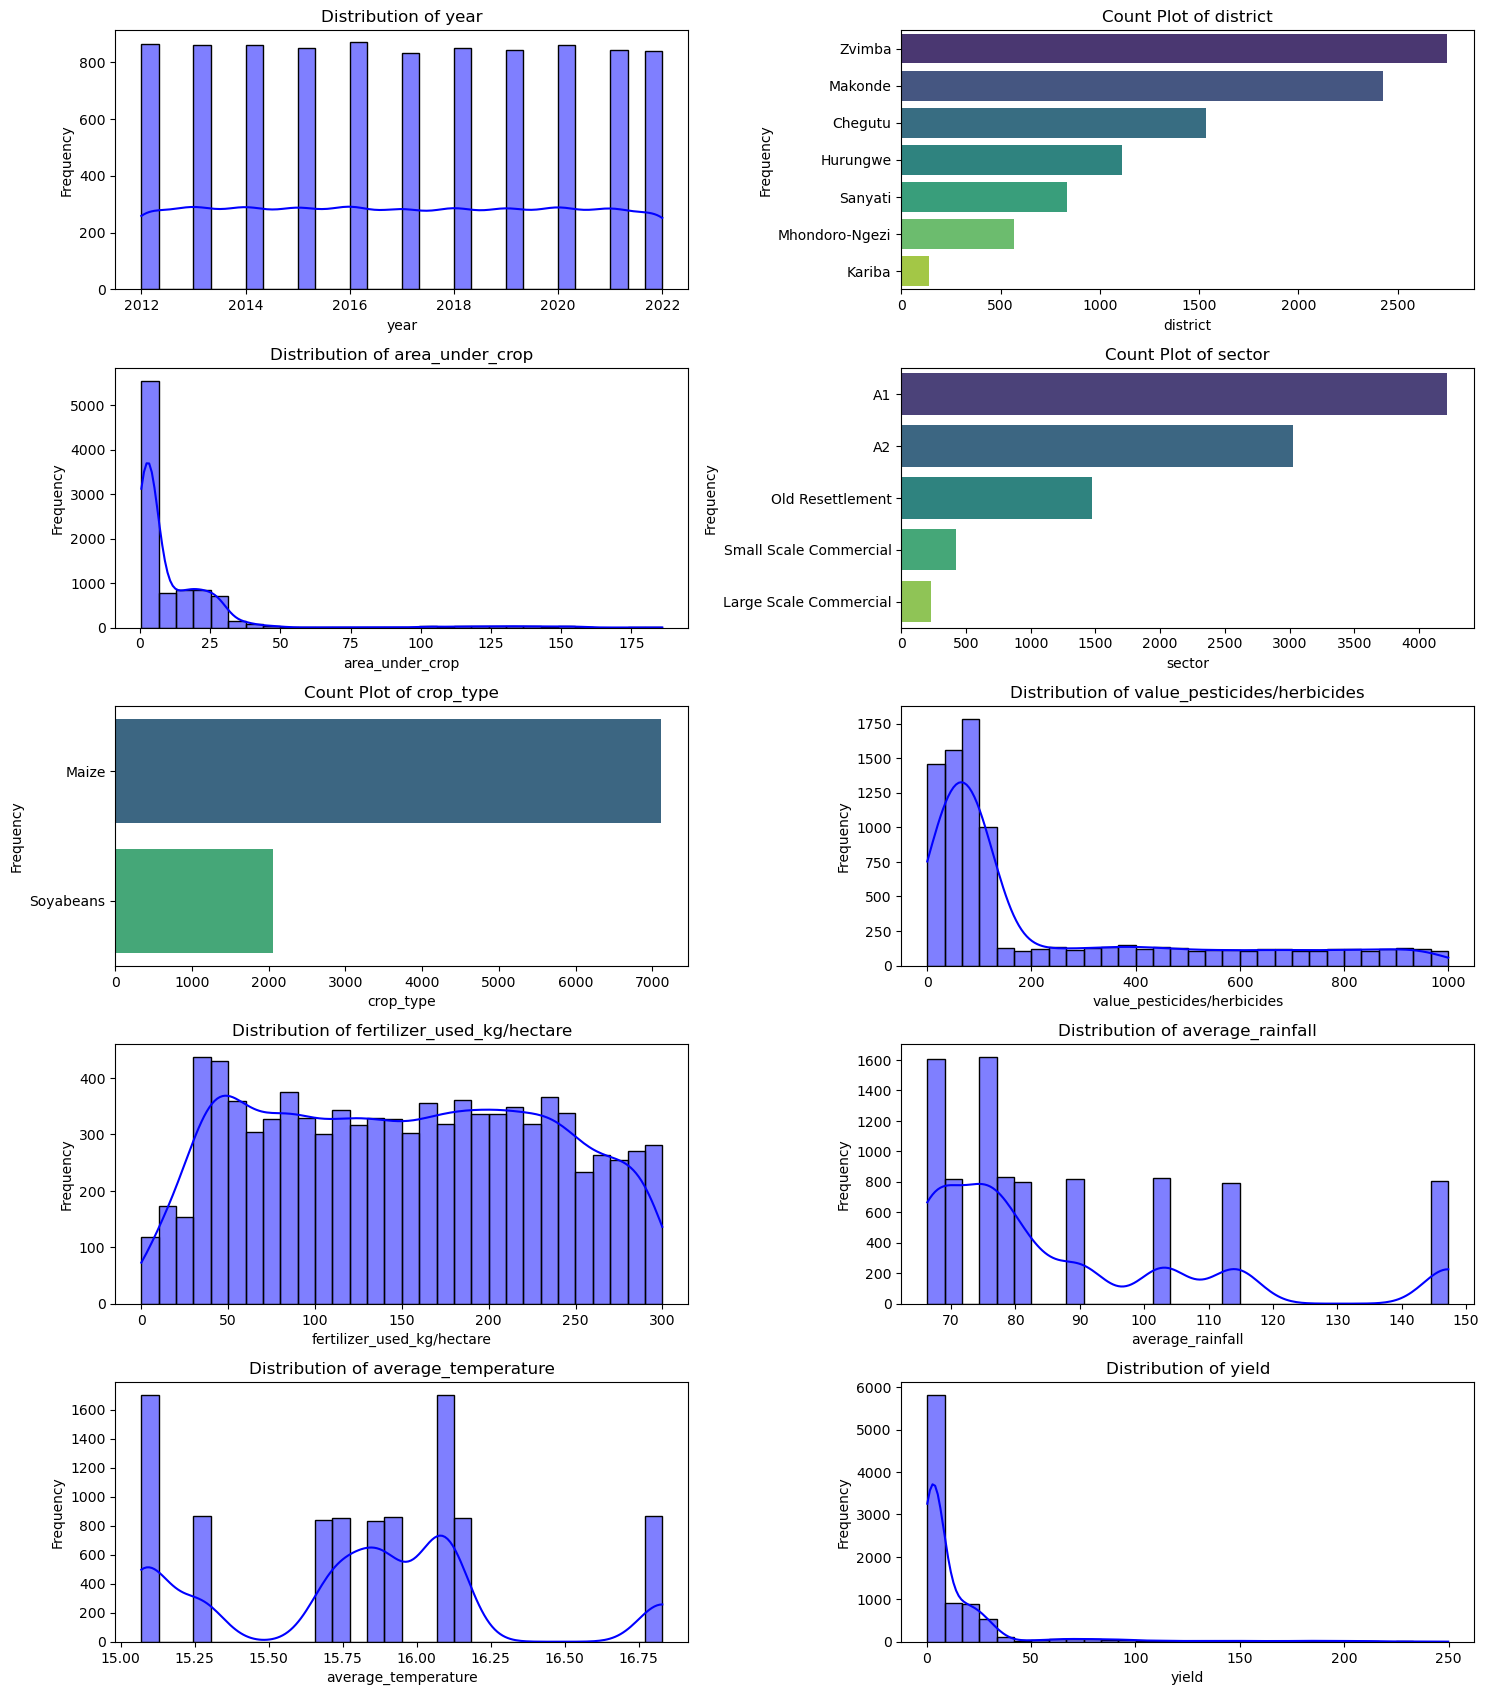 Distribution of year
Frequency
800
600
400
200
0
2012 2014 2016 2018 2020 2022
year
Count Plot of district
Frequency
Zvimba
Makonde
Chegutu
Hurungwe
Sanyati
Mhondoro-Ngezi
Kariba
0 500 1000 1500 2000 2500
district
Distribution of area_under_crop
Frequency
5000
4000
3000
2000
1000
0
0 25 50 75 100 125 150 175
area_under_crop
Count Plot of sector
Frequency
A1
A2
Old Resettlement
Small Scale Commercial
Large Scale Commercial
0 500 1000 1500 2000 2500 3000 3500 4000
sector
Count Plot of crop_type
Frequency
Maize
Soyabeans
0 1000 2000 3000 4000 5000 6000 7000
crop_type
Distribution of value_pesticides/herbicides
Frequency
1750
1500
1250
1000
750
500
250
0
0 200 400 600 800 1000
value_pesticides/herbicides
Distribution of fertilizer_used_kg/hectare
Frequency
400
300
200
100
0
0 50 100 150 200 250 300
fertilizer_used_kg/hectare
Distribution of average_rainfall
Frequency
1600
1400
1200
1000
800
600
400
200
0
70 80 90 100 110 120 130 140 150
average_rainfall
Distribution of average_temperature
Frequency
1600
1400
1200
1000
800
600
400
200
0
15.00 15.25 15.50 15.75 16.00 16.25 16.50 16.75
average_temperature
Distribution of yield
Frequency
6000
5000
4000
3000
2000
1000
0
0 50 100 150 200 250
yield